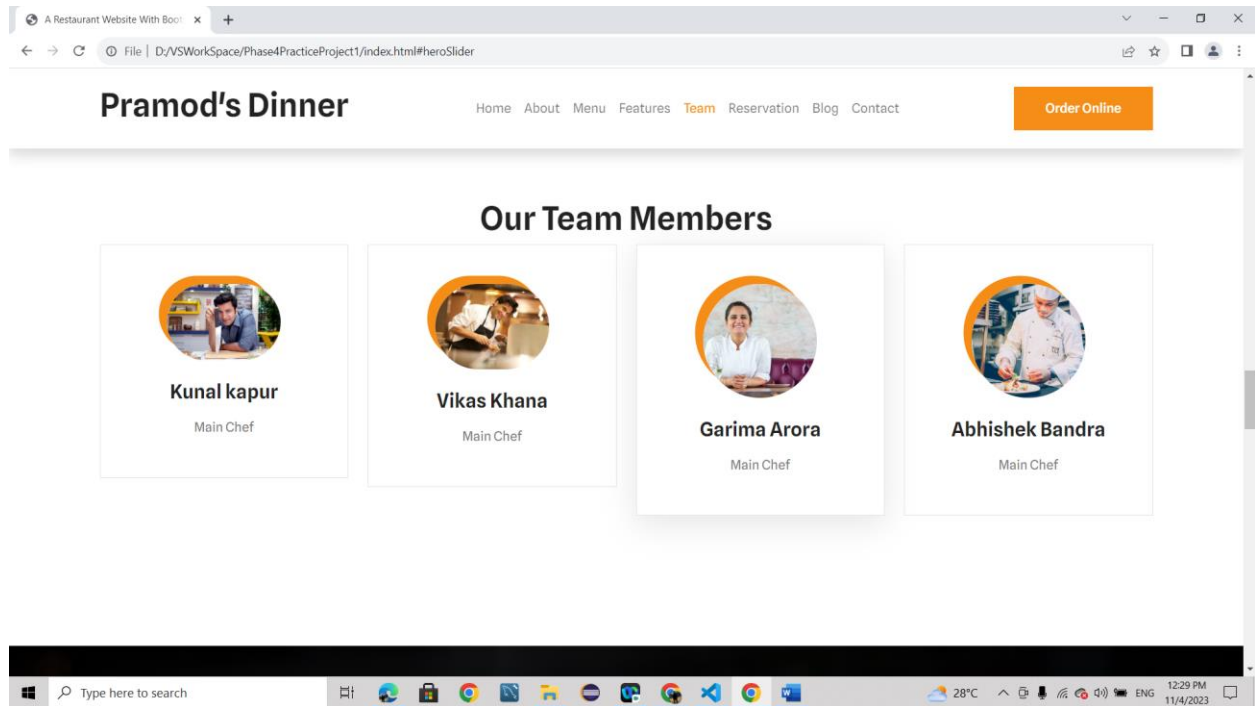 A Restaurant Website With Boot
File | D:/VSWorkSpace/Phase4PracticeProject1/index.html#heroSlider
Pramod's Dinner
Home About Menu Features Team Reservation Blog Contact
Order Online
Our Team Members
Kunal kapur
Main Chef
Vikas Khana
Main Chef
Garima Arora
Main Chef
Abhishek Bandra
Main Chef
Type here to search
28°C
ENG
12:29 PM
11/4/2023